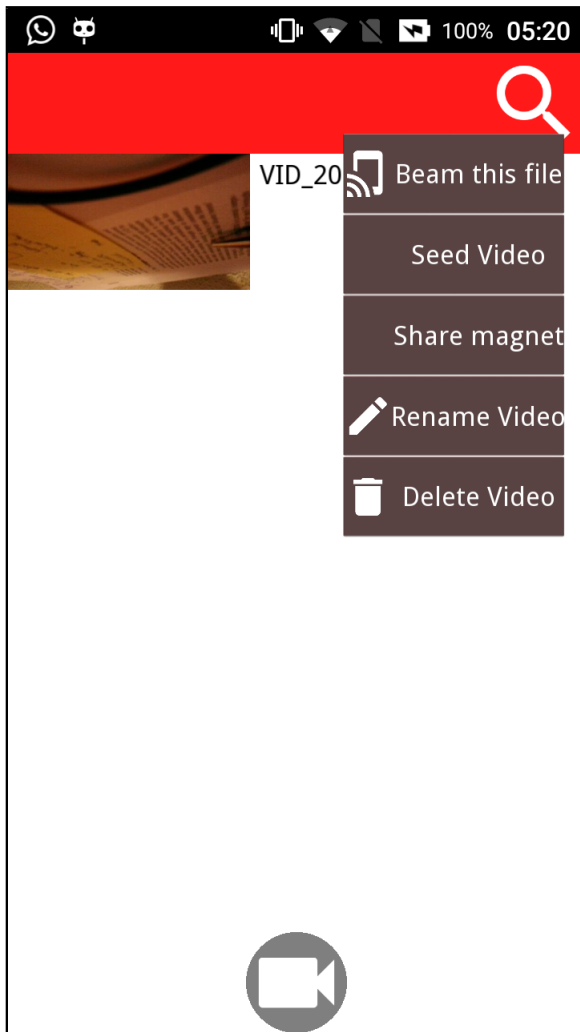 100% 05:20
VID_20
Beam this file
Seed Video
Share magnet
Rename Video
Delete Video